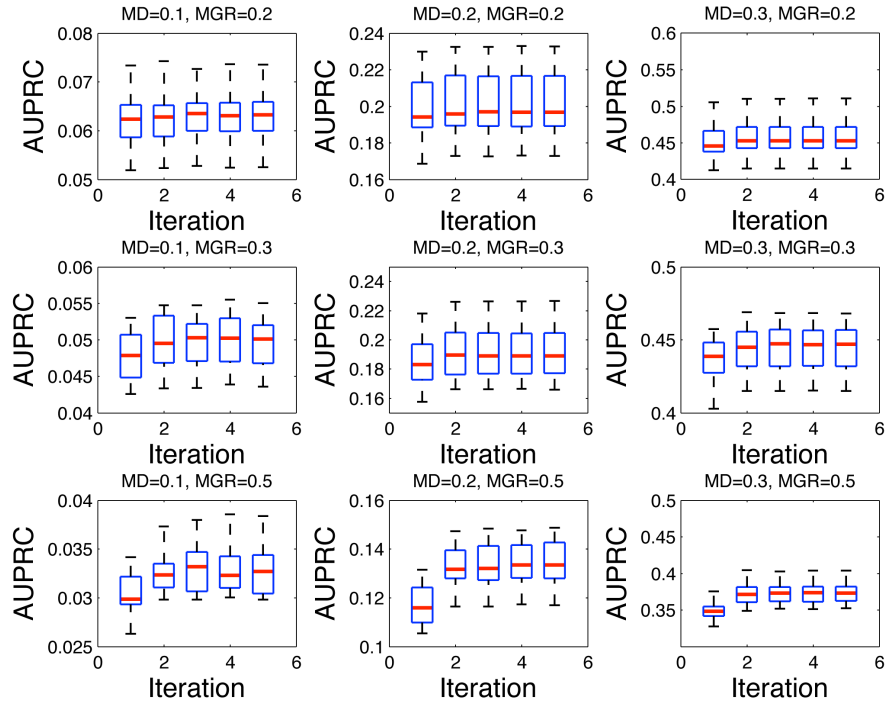 MD=0.1, MGR=0.2
AUPRC
0.08
0.07
0.06
0.05
0 2 4 6
Iteration
MD=0.2, MGR=0.2
AUPRC
0.24
0.22
0.2
0.18
0.16
0 2 4 6
Iteration
MD=0.3, MGR=0.2
AUPRC
0.6
0.5
0.45
0.4
0 2 4 6
Iteration
MD=0.1, MGR=0.3
AUPRC
0.06
0.055
0.05
0.045
0.04
0 2 4 6
Iteration
MD=0.2, MGR=0.3
AUPRC
0.24
0.22
0.2
0.18
0.16
0 2 4 6
Iteration
MD=0.3, MGR=0.3
AUPRC
0.5
0.45
0.4
0 2 4 6
Iteration
MD=0.1, MGR=0.5
AUPRC
0.04
0.035
0.03
0.025
0 2 4 6
Iteration
MD=0.2, MGR=0.5
AUPRC
0.16
0.14
0.12
0.1
0 2 4 6
Iteration
MD=0.3, MGR=0.5
AUPRC
0.5
0.4
0.35
0 2 4 6
Iteration